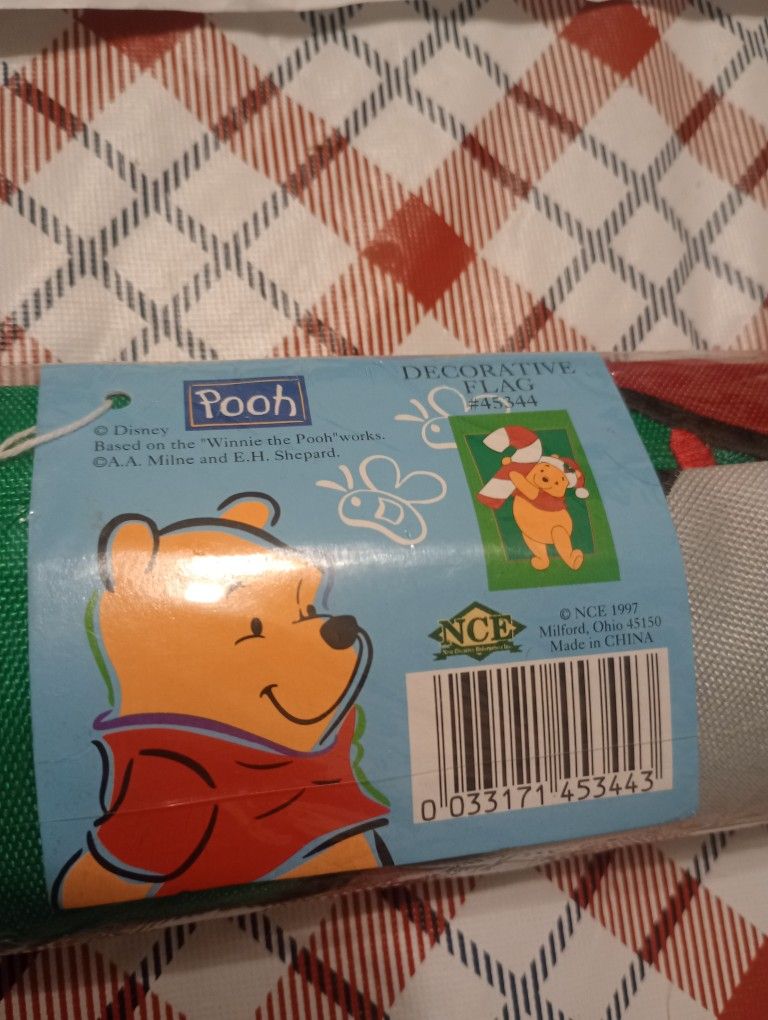 Pooh
DECORATIVE
FLAG
#45344
© Disney
Based on the "Winnie the Pooh"works.
©A.A. Milne and E.H. Shepard.
NCE
© NCE 1997
Milford, Ohio 45150
Made in CHINA
0 033171 453443